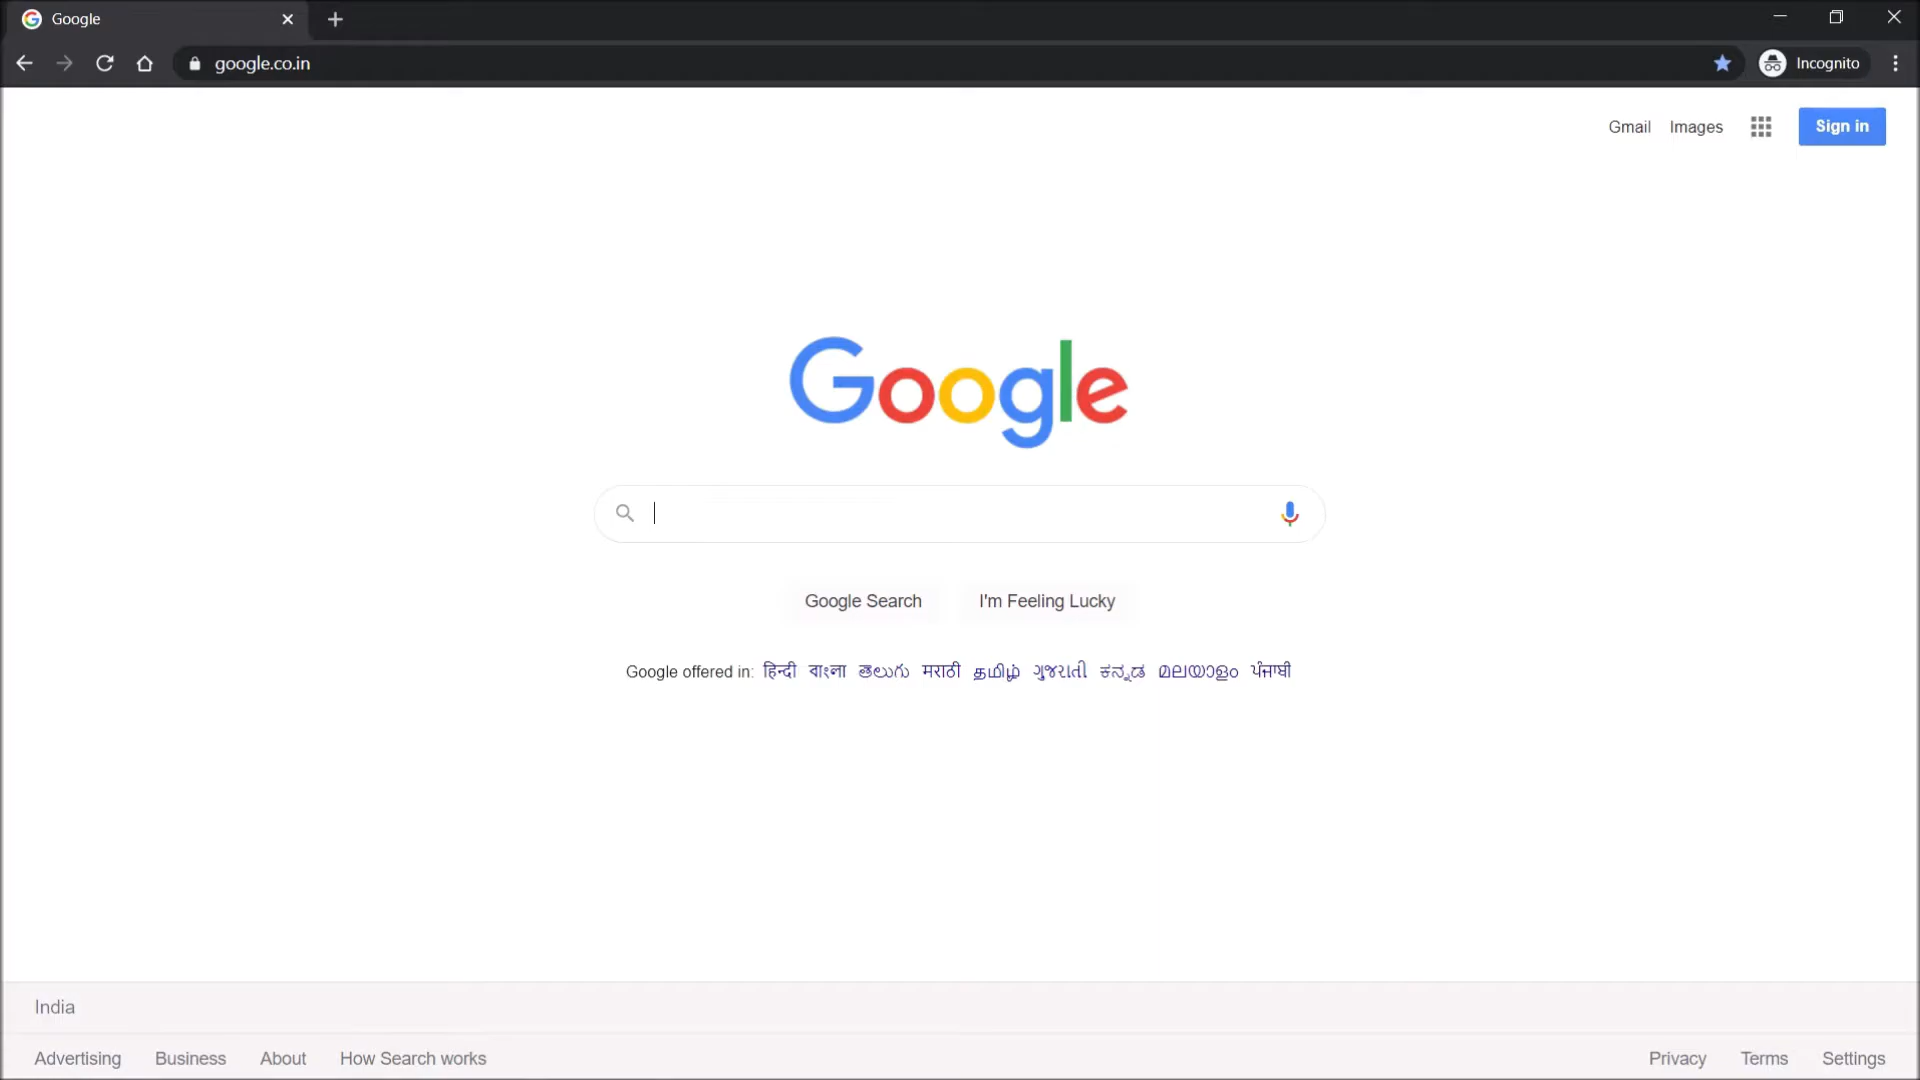 Google
google.co.in
Incognito
Gmail Images Sign in
Google
Google Search I'm Feeling Lucky
Google offered in: हिन्दी বাংলা తెలుగు मराठी தமிழ் ગુજરાતી ಕನ್ನಡ മലയാളം ਪੰਜਾਬੀ
India
Advertising Business About How Search works Privacy Terms Settings